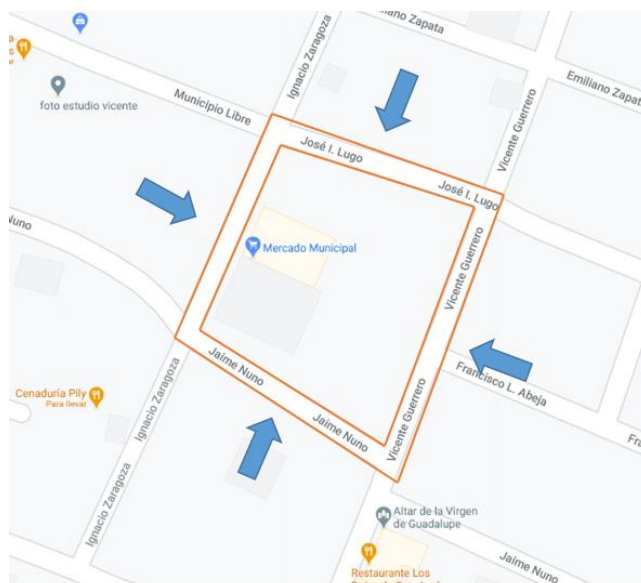 Emiliano Zapata
Emiliano Zapata
Ignacio Zaragoza
Vicente Guerrero
foto estudio vicente
Municipio Libre
José I. Lugo
José I. Lugo
Mercado Municipal
Vicente Guerrero
Nuno
Jaime Nuno
Jaime Nuno
Vicente Guerrero
Francisco L. Abeja
Cenaduría Pily
Para llevar
Ignacio Zaragoza
Ignacio Zaragoza
Altar de la Virgen
de Guadalupe
Jaime Nuno
Restaurante Los